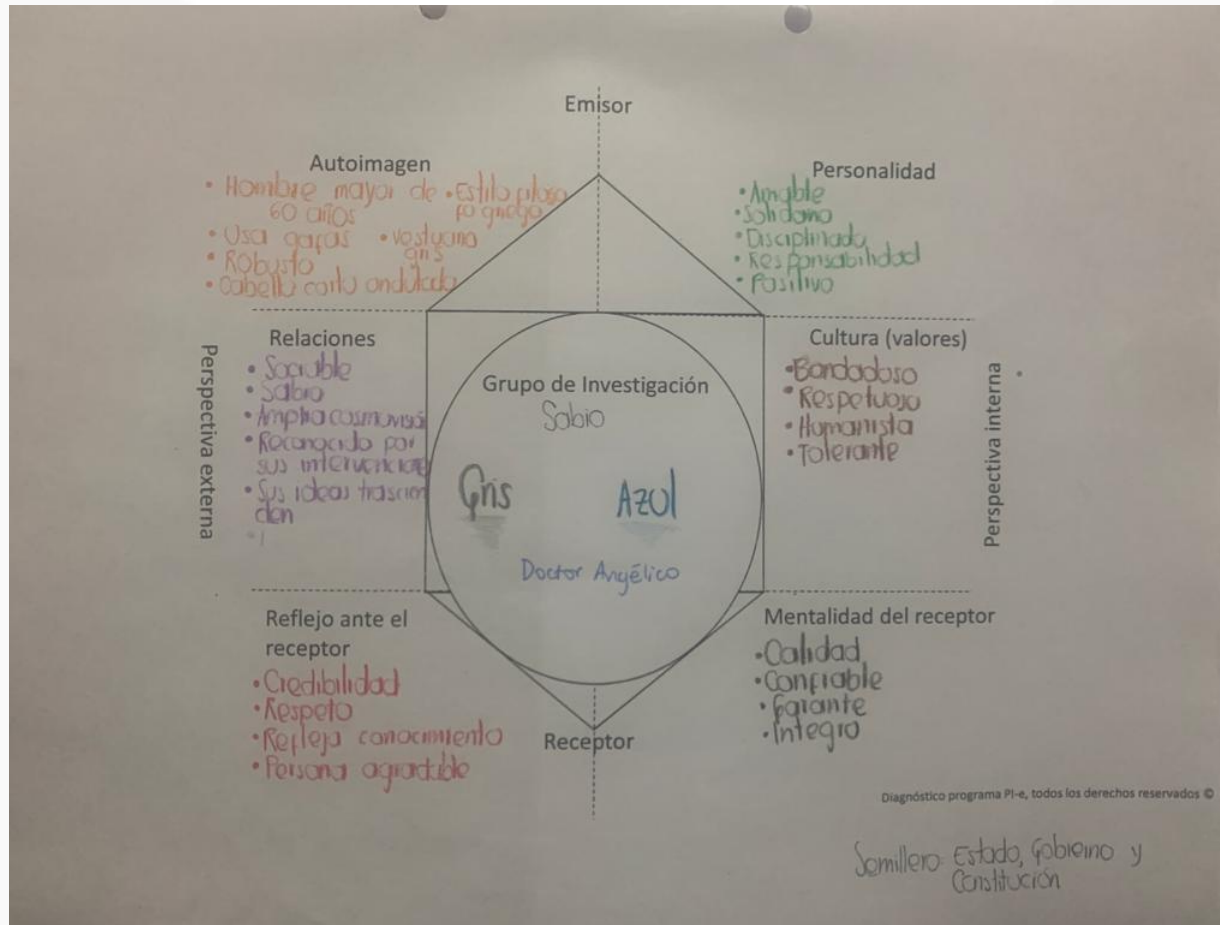 Emisor
Autoimagen
• Hombre mayor de
60 años
• Usa gafas
• Robusto
• Cabello corto ondulado
• Estilo piloso
fo griego
• Vestuario
gris
Personalidad
• Amable
• Solidario
• Disciplinado
• Responsabilidad
• Positivo
Perspectiva externa
Relaciones
• Sociable
• Sabio
• Amplia cosmovisión
• Reconocido por
sus intervenciones
• Sus ideas trascien
den
Grupo de Investigación
Sabio
Gris
Azul
Doctor Angélico
Cultura (valores)
• Bondadoso
• Respetuoso
• Humanista
• Tolerante
Perspectiva interna
Reflejo ante el
receptor
• Credibilidad
• Respeto
• Refleja conocimiento
• Persona agradable
Receptor
Mentalidad del receptor
• Calidad
• Confiable
• Garante
• Integro
Diagnóstico programa PI-e, todos los derechos reservados ©
Semillero: Estado, Gobierno y
Constitución